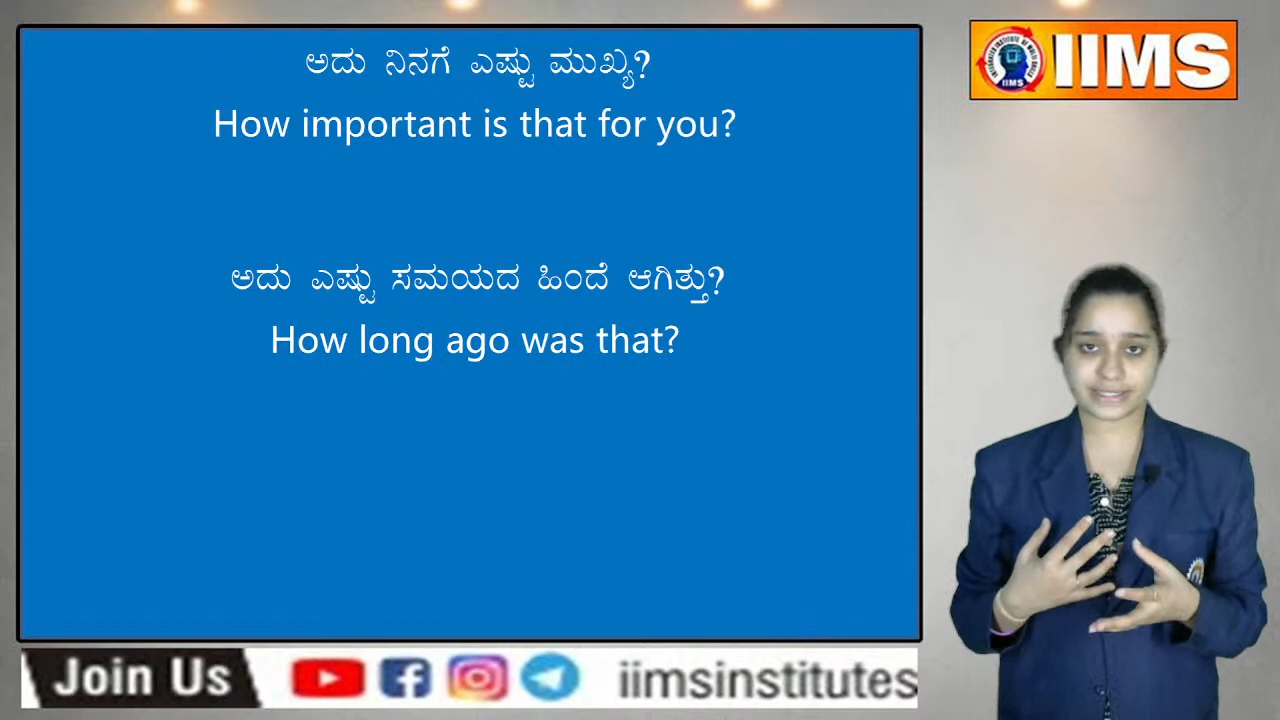 ಅದು ನಿನಗೆ ಎಷ್ಟು ಮುಖ್ಯ?
How important is that for you?
ಅದು ಎಷ್ಟು ಸಮಯದ ಹಿಂದೆ ಆಗಿತ್ತು?
How long ago was that?
IIMS
IIMS
Join Us
iimsinstitutes